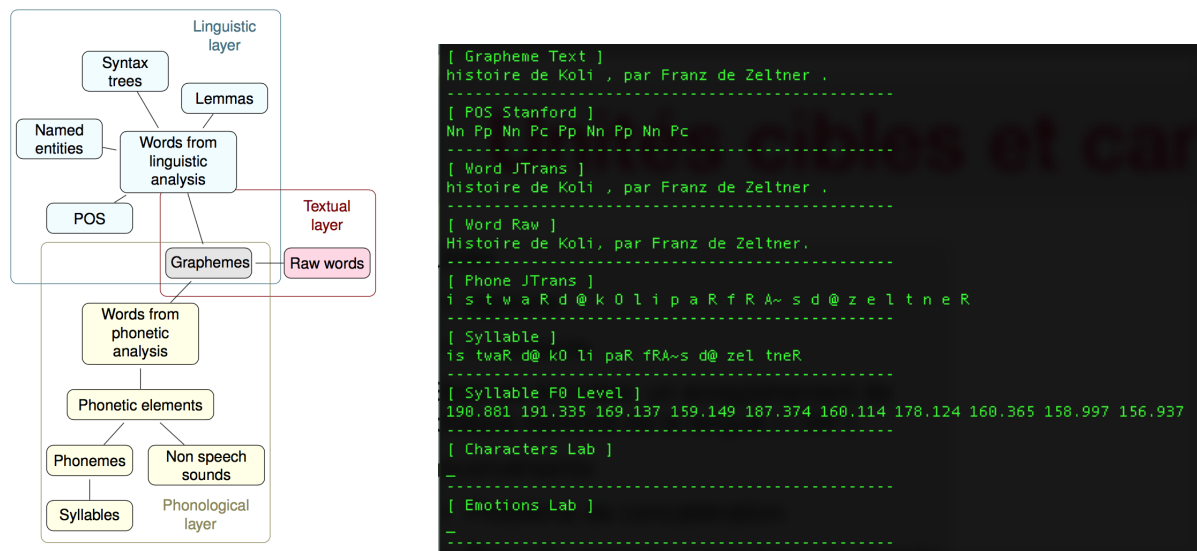 Linguistic
layer
Syntax
trees
Lemmas
Named
entities
Words from
linguistic
analysis
POS
Textual
layer
Graphemes
Raw words
Words from
phonetic
analysis
Phonetic elements
Phonemes
Non speech
sounds
Syllables
Phonological
layer
[ Grapheme Text ]
histoire de Koli , par Franz de Zeltner .
------------------------------------------------
[ POS Stanford ]
Nn Pp Nn Pc Pp Nn Pp Nn Pc
------------------------------------------------
[ Word JTrans ]
histoire de Koli , par Franz de Zeltner .
------------------------------------------------
[ Word Raw ]
Histoire de Koli, par Franz de Zeltner.
------------------------------------------------
[ Phone JTrans ]
i s t w a R d @ k O l i p a R f R A~ s d @ z e l t n e R
------------------------------------------------
[ Syllable ]
is twaR d@ kO li paR fRA~s d@ zel tneR
------------------------------------------------
[ Syllable F0 Level ]
190.881 191.335 169.137 159.149 187.374 160.114 178.124 160.365 158.997 156.937
------------------------------------------------
[ Characters Lab ]
_
------------------------------------------------
[ Emotions Lab ]
_
------------------------------------------------
cibles et car